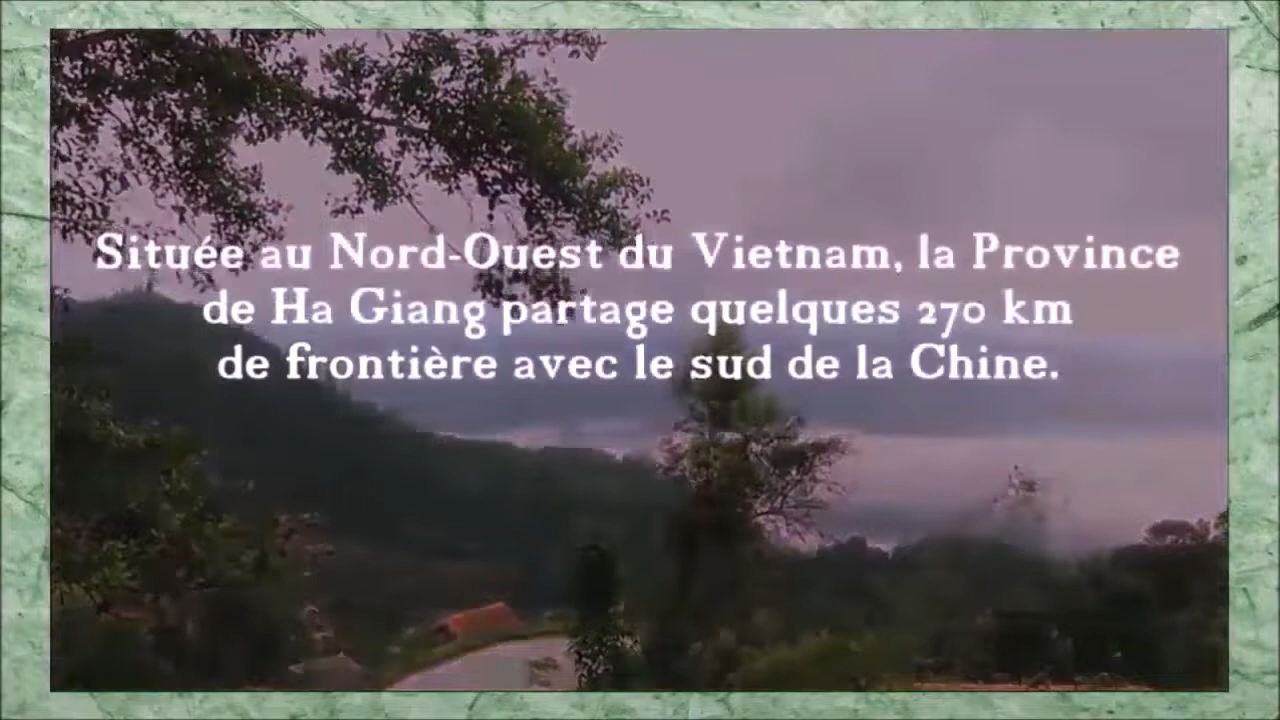 Située au Nord-Ouest du Vietnam, la Province
de Ha Giang partage quelques 270 km
de frontière avec le sud de la Chine.